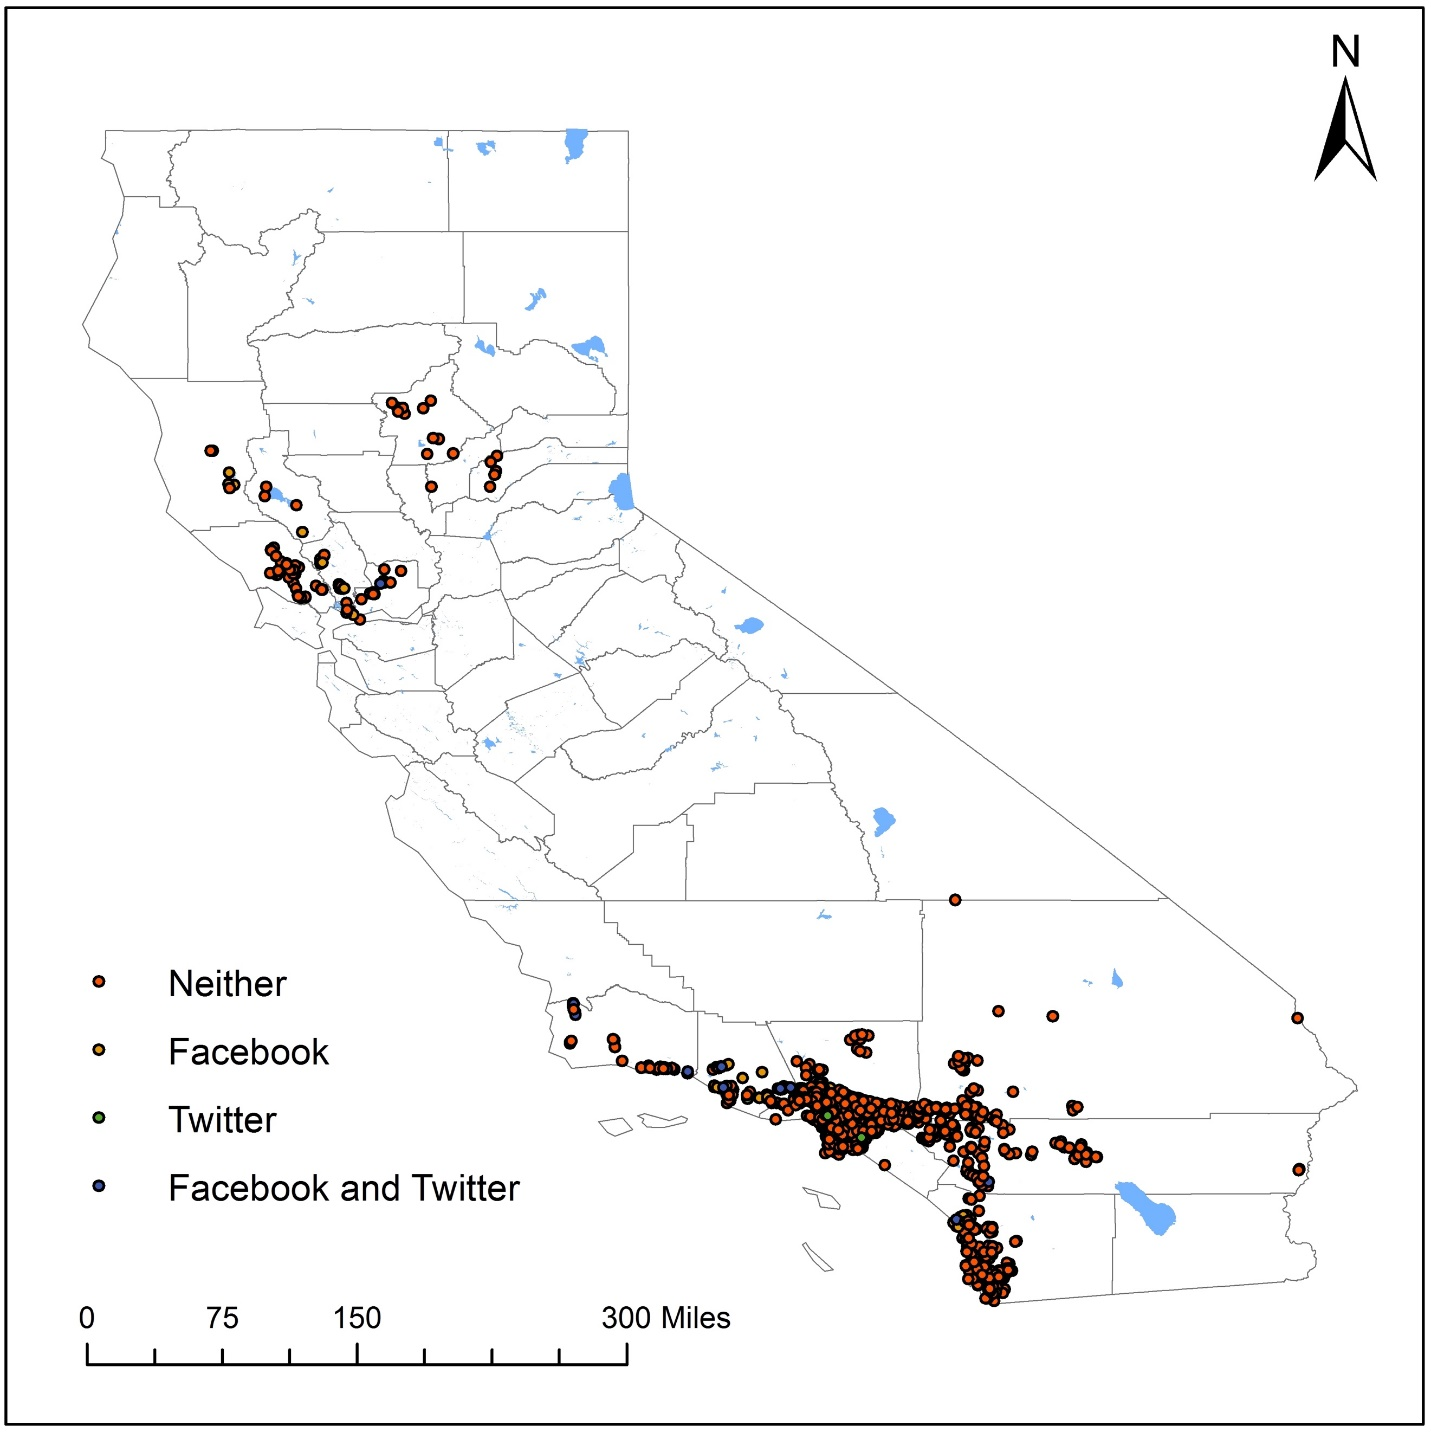 N
Neither
Facebook
Twitter
Facebook and Twitter
0 75 150 300 Miles